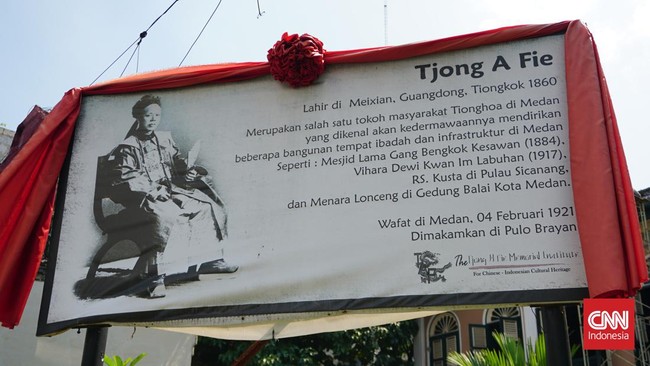 Tjong A Fie
Lahir di Meixian, Guangdong, Tiongkok 1860
Merupakan salah satu tokoh masyarakat Tionghoa di Medan
yang dikenal akan kedermawaannya mendirikan
beberapa bangunan tempat ibadah dan infrastruktur di Medan
Seperti : Mesjid Lama Gang Bengkok Kesawan (1884),
Vihara Dewi Kwan Im Labuhan (1917),
RS. Kusta di Pulau Sicanang,
dan Menara Lonceng di Gedung Balai Kota Medan.
Wafat di Medan, 04 Februari 1921
Dimakamkan di Pulo Brayan
The Tjong A Fie Memorial Institute
For Chinese - Indonesian Cultural Heritage
CNN
Indonesia